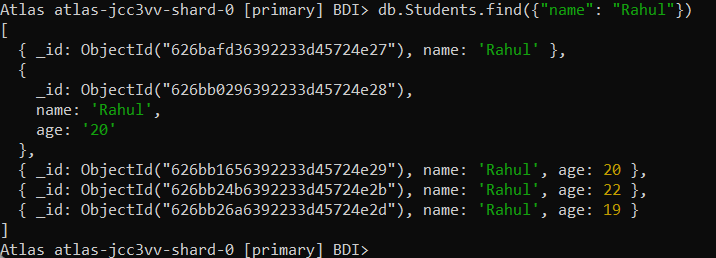 Atlas atlas-jcc3vv-shard-0 [primary] BDI> db.Students.find({"name": "Rahul"})
[
  { _id: ObjectId("626bafd36392233d45724e27"), name: 'Rahul' },
  {
    _id: ObjectId("626bb0296392233d45724e28"),
    name: 'Rahul',
    age: '20'
  },
  { _id: ObjectId("626bb1656392233d45724e29"), name: 'Rahul', age: 20 },
  { _id: ObjectId("626bb24b6392233d45724e2b"), name: 'Rahul', age: 22 },
  { _id: ObjectId("626bb26a6392233d45724e2d"), name: 'Rahul', age: 19 }
]
Atlas atlas-jcc3vv-shard-0 [primary] BDI>